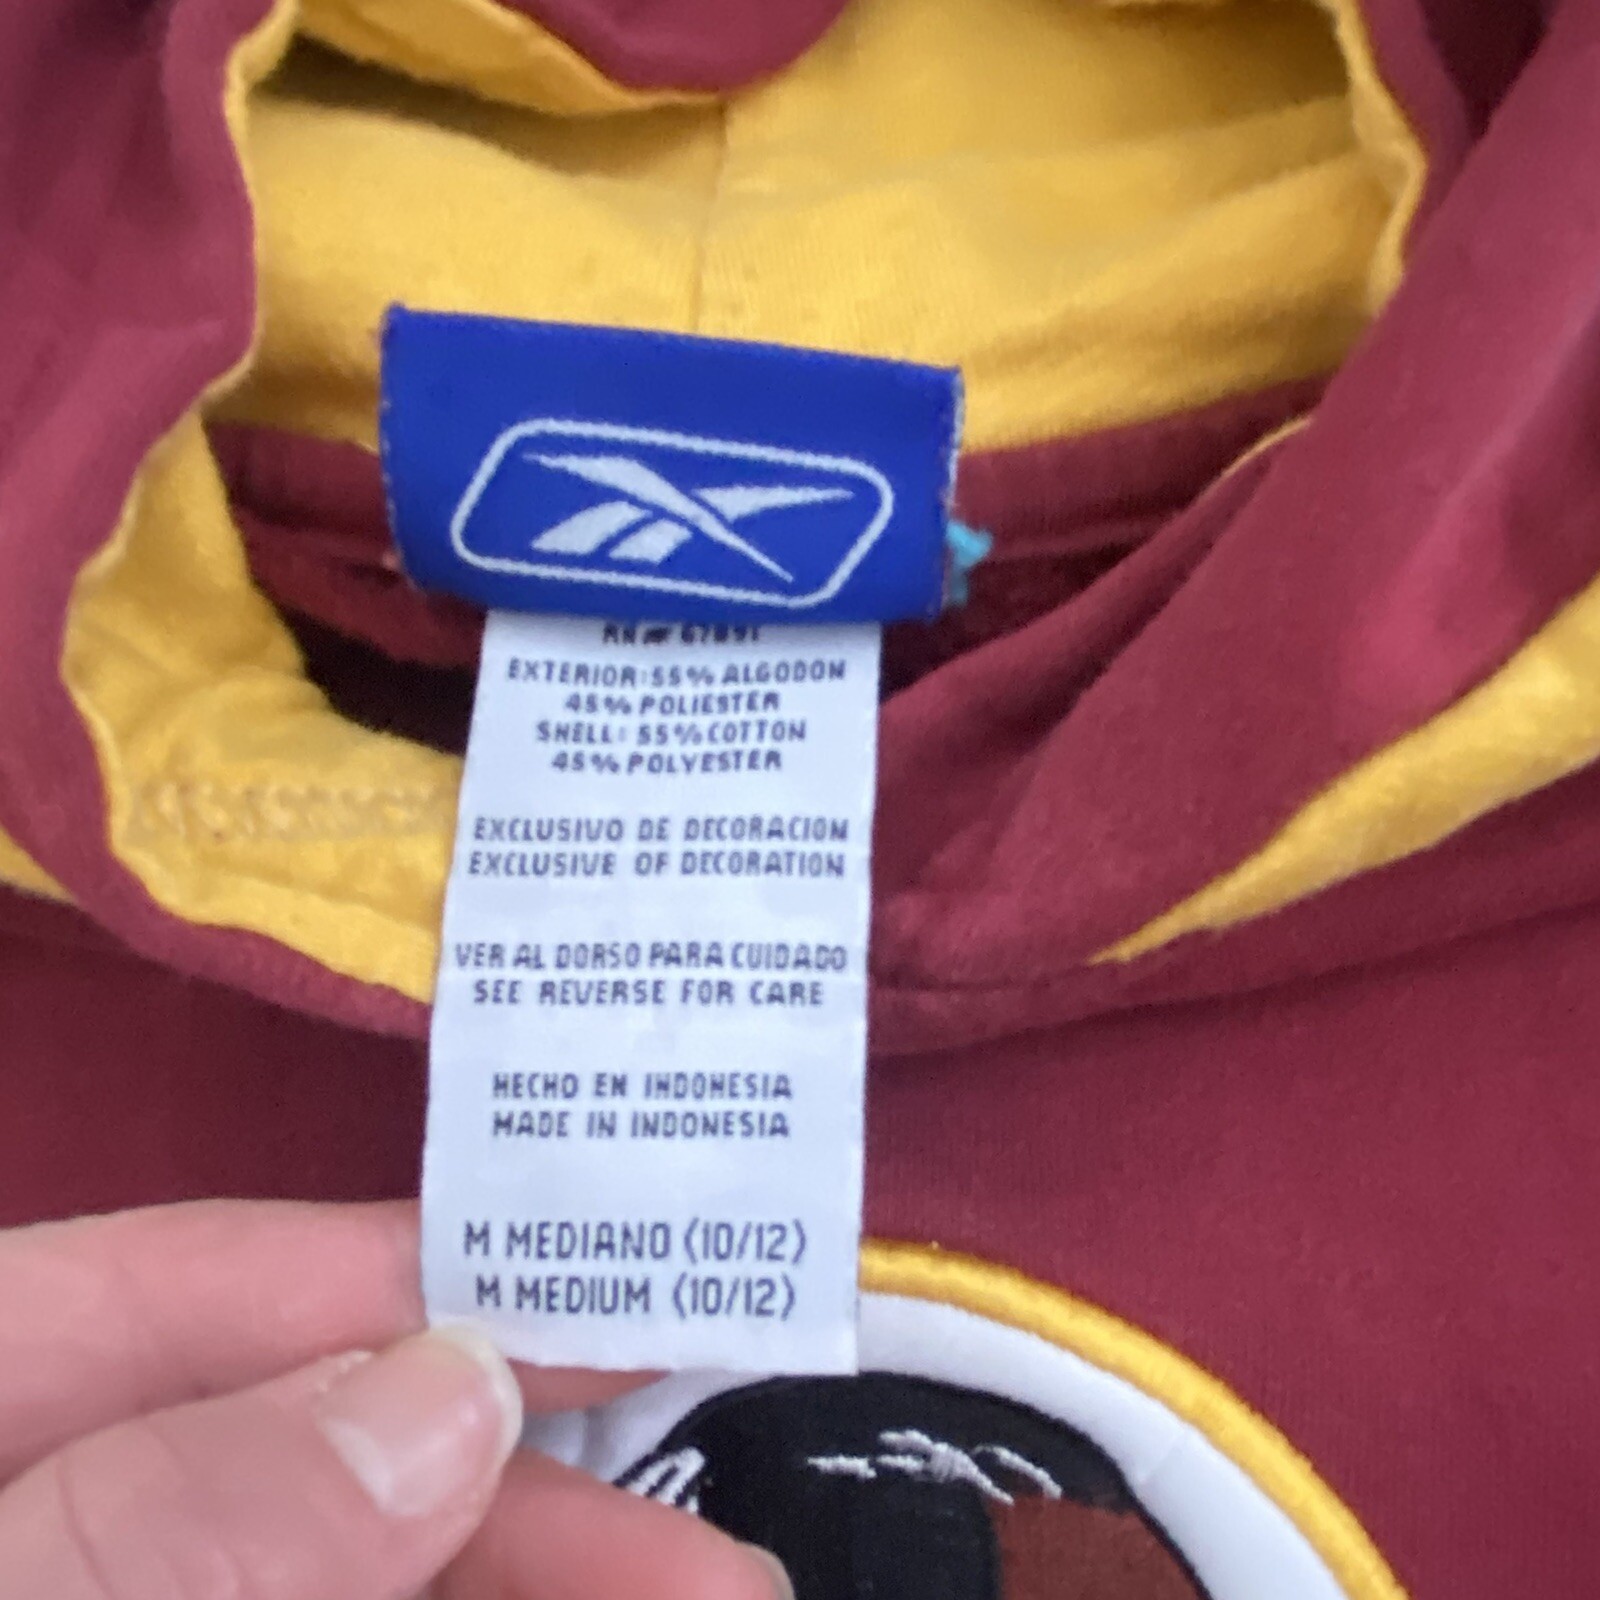 EXTERIOR:55% ALGODON
45% POLIESTER
SHELL: 55% COTTON
45% POLYESTER
EXCLUSIVO DE DECORACION
EXCLUSIVE OF DECORATION
VER AL DORSO PARA CUIDADO
SEE REVERSE FOR CARE
HECHO EN INDONESIA
MADE IN INDONESIA
M MEDIANO (10/12)
M MEDIUM (10/12)